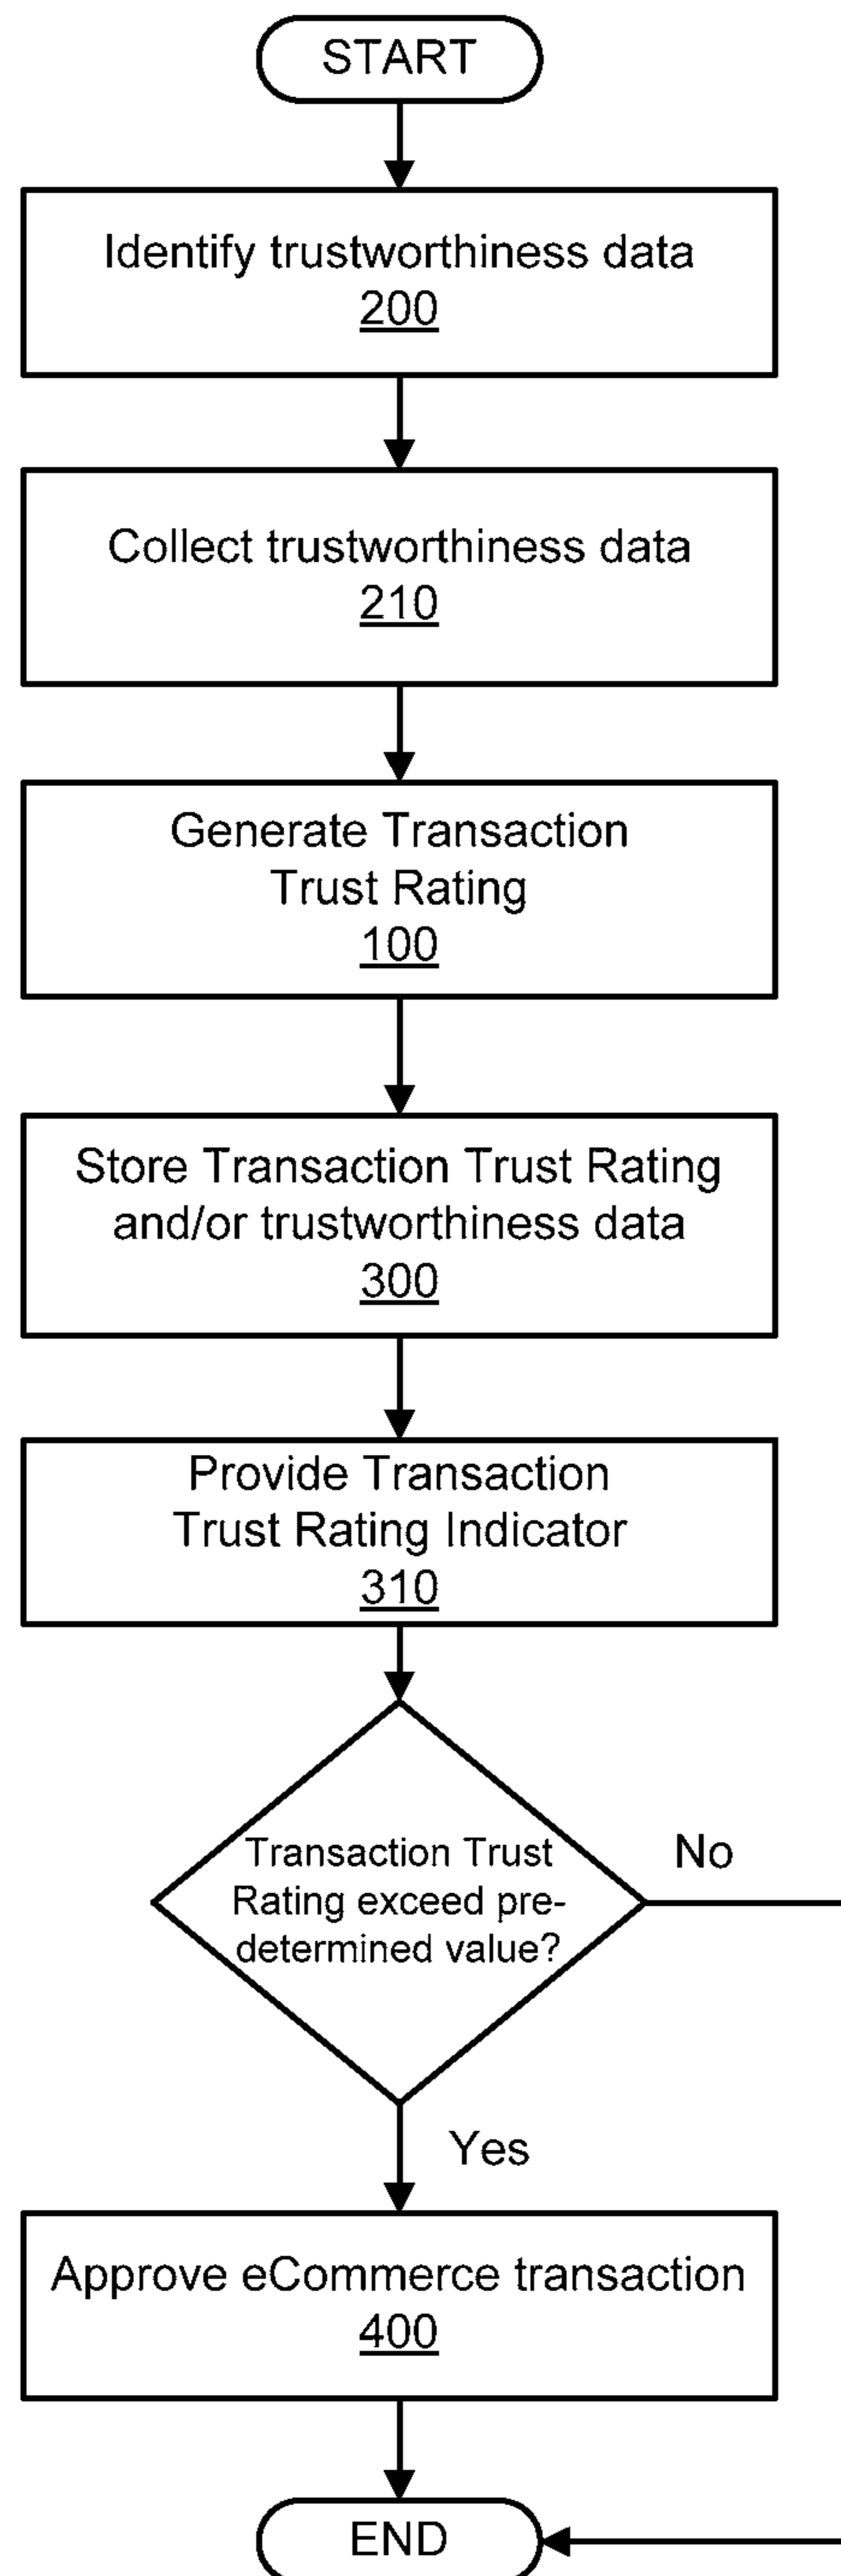 START
Identify trustworthiness data
200
Collect trustworthiness data
210
Generate Transaction
Trust Rating
100
Store Transaction Trust Rating
and/or trustworthiness data
300
Provide Transaction
Trust Rating Indicator
310
Transaction Trust
Rating exceed pre-
determined value?
No
Yes
Approve eCommerce transaction
400
END